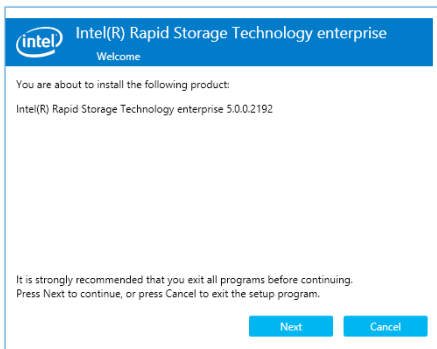 intel
Intel(R) Rapid Storage Technology enterprise
Welcome
You are about to install the following product:
Intel(R) Rapid Storage Technology enterprise 5.0.0.2192
It is strongly recommended that you exit all programs before continuing.
Press Next to continue, or press Cancel to exit the setup program.
Next
Cancel